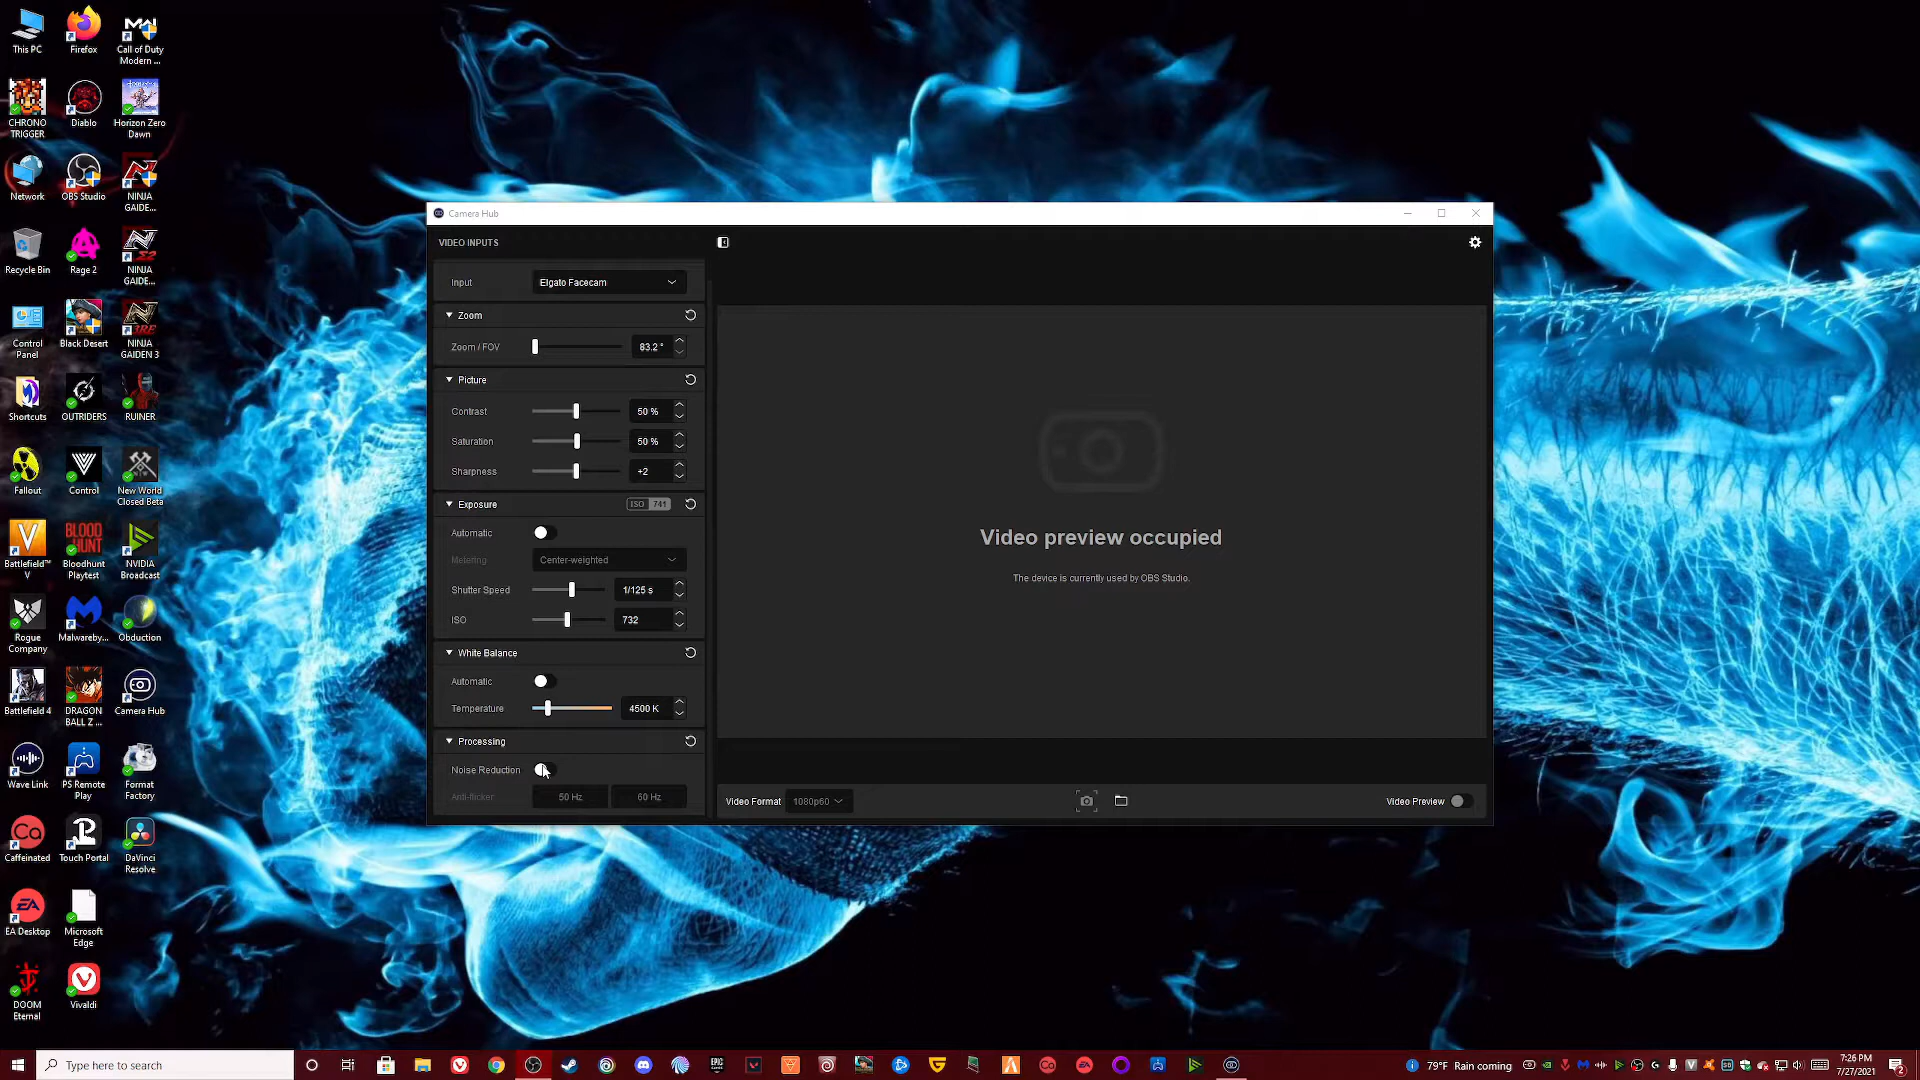 This PC
Firefox
Call of Duty
Modern ...
CHRONO
TRIGGER
Diablo
Horizon Zero
Dawn
Network
OBS Studio
NINJA
GAIDE...
Recycle Bin
Rage 2
NINJA
GAIDE...
Control
Panel
Black Desert
NINJA
GAIDEN 3
Shortcuts
OUTRIDERS
RUINER
Fallout
Control
New World
Closed Beta
Battlefield™
V
Bloodhunt
Playtest
NVIDIA
Broadcast
Rogue
Company
Malwareby...
Obduction
Battlefield 4
DRAGON
BALL Z ...
Camera Hub
Wave Link
PS Remote
Play
Format
Factory
Caffeinated
Touch Portal
DaVinci
Resolve
EA Desktop
Microsoft
Edge
DOOM
Eternal
Vivaldi
Camera Hub
VIDEO INPUTS
Input
Elgato Facecam
Zoom
Zoom / FOV
83.2 °
Picture
Contrast
50 %
Saturation
50 %
Sharpness
+2
Exposure
ISO 741
Automatic
Metering
Center-weighted
Shutter Speed
1/125 s
ISO
732
White Balance
Automatic
Temperature
4500 K
Processing
Noise Reduction
Anti-flicker
50 Hz
60 Hz
Video preview occupied
The device is currently used by OBS Studio.
Video Format
1080p60
Video Preview
Type here to search
79°F Rain coming
7:26 PM
7/27/2021